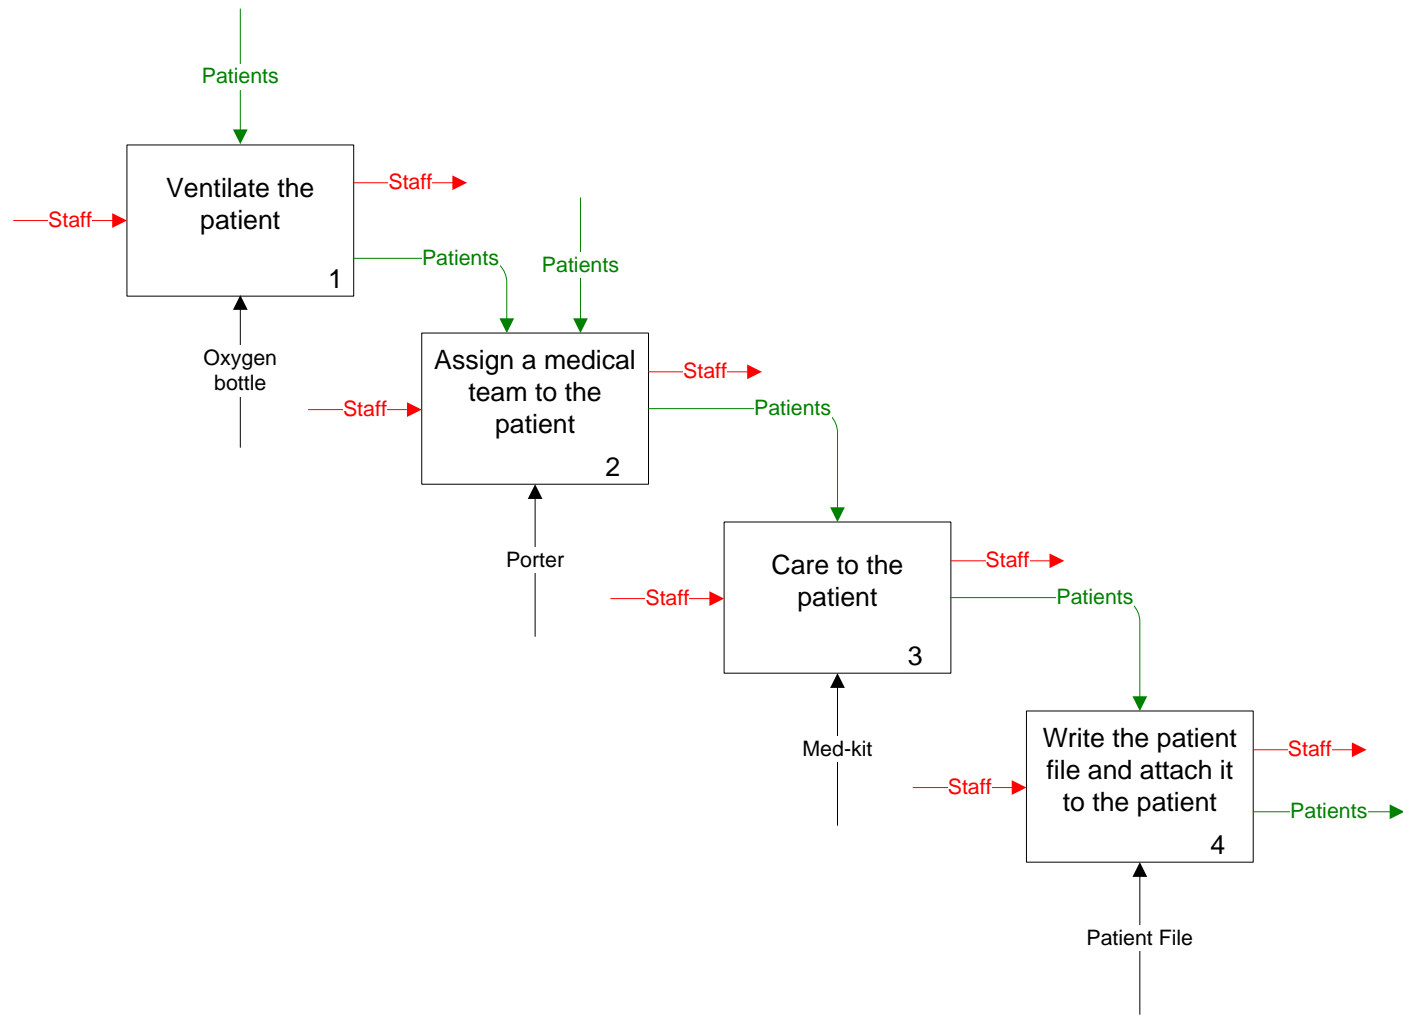 Patients
Ventilate the
patient
1
Staff
Staff
Patients
Oxygen
bottle
Patients
Assign a medical
team to the
patient
2
Staff
Staff
Patients
Porter
Care to the
patient
3
Staff
Staff
Patients
Med-kit
Write the patient
file and attach it
to the patient
4
Staff
Staff
Patients
Patient File